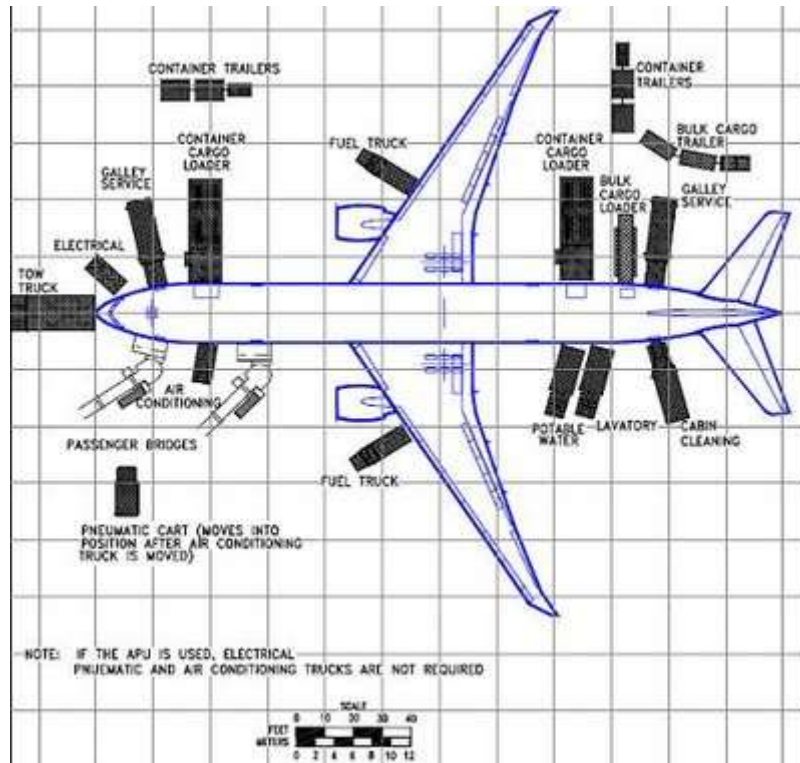 CONTAINER TRAILERS
CONTAINER
TRAILERS
CONTAINER
CARGO
LOADER
FUEL TRUCK
CONTAINER
CARGO
LOADER
BULK CARGO
TRAILER
GALLEY
SERVICE
BULK
CARGO
LOADER
GALLEY
SERVICE
ELECTRICAL
TOW
TRUCK
AIR
CONDITIONING
PASSENGER BRIDGES
FUEL TRUCK
POTABLE
WATER
LAVATORY
CABIN
CLEANING
PNEUMATIC CART (MOVES INTO
POSITION AFTER AIR CONDITIONING
TRUCK IS MOVED)
NOTE: IF THE APU IS USED, ELECTRICAL
PNUEMATIC AND AIR CONDITIONING TRUCKS ARE NOT REQUIRED
SCALE
0 10 20 30 40
FEET
METERS
0 2 4 6 8 10 12